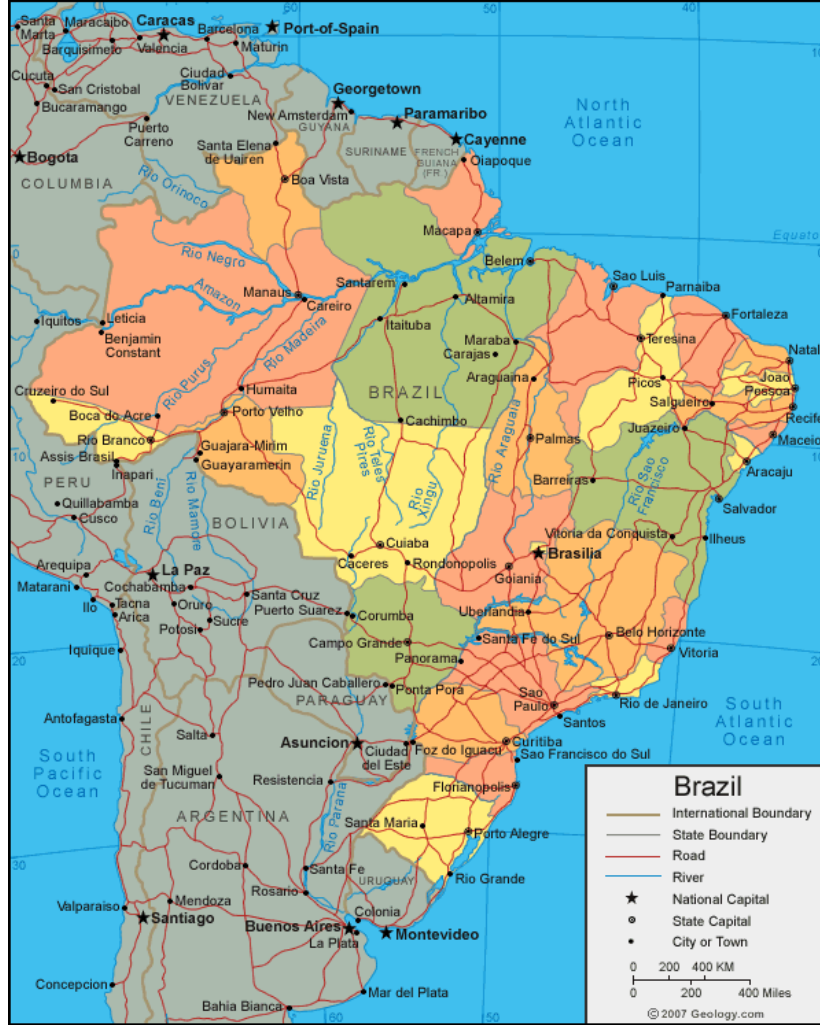 Santa
Marta
Maracaibo
Caracas
Barcelona
Port-of-Spain
Barquisimeto
Valencia
Maturin
Cucuta
San Cristobal
Ciudad
Bolivar
Bucaramango
VENEZUELA
Georgetown
New Amsterdam
GUYANA
Paramaribo
North
Atlantic
Ocean
Puerto
Carreno
Santa Elena
de Uairen
SURINAME
Cayenne
FRENCH
GUIANA
(FR.)
Oiapoque
Bogota
COLUMBIA
Rio Orinoco
Boa Vista
Macapa
Equato
0
Rio Negro
Belem
Amazon
Manaus
Careiro
Santarem
Altamira
Sao Luis
Parnaiba
Iquitos
Leticia
Benjamin
Constant
Itaituba
Fortaleza
Rio Madeira
Maraba
Carajas
Teresina
Natal
Rio Purus
Araguaina
Picos
Joao
Pessoa
Cruzeiro do Sul
Humaita
BRAZIL
Salgueiro
Boca do Acre
Porto Velho
Cachimbo
Recife
Juazeiro
Maceio
Rio Branco
Guajara-Mirim
Guayaramerin
Rio Juruena
Rio Teles
Pires
Rio
Xingu
Rio Araguaia
Palmas
Assis Brasil
Inapari
10
Barreiras
Rio Sao
Francisco
Aracaju
PERU
Rio Beni
Rio Mamore
Quillabamba
Cusco
BOLIVIA
Salvador
Vitoria da Conquista
Ilheus
Cuiaba
Caceres
Rondonopolis
Brasilia
Goiania
Arequipa
La Paz
Matarani
Cochabamba
Santa Cruz
Ilo
Tacna
Arica
Oruro
Puerto Suarez
Corumba
Uberlandia
Sucre
Potosi
Campo Grande
Santa Fe do Sul
Belo Horizonte
Iquique
Panorama
Vitoria
20
Pedro Juan Caballero
Ponta Pora
PARAGUAY
Sao
Paulo
Rio de Janeiro
Santos
South
Atlantic
Ocean
Antofagasta
CHILE
Salta
Asuncion
Ciudad
del Este
Foz do Iguacu
Curitiba
Sao Francisco do Sul
South
Pacific
Ocean
San Miguel
de Tucuman
Resistencia
Florianopolis
ARGENTINA
Rio Parana
Santa Maria
Porto Alegre
30
Cordoba
Santa Fe
URUGUAY
Rio Grande
Rosario
Valparaiso
Mendoza
Santiago
Colonia
Buenos Aires
La Plata
Montevideo
Concepcion
Mar del Plata
Bahia Bianca
60
50
Brazil
International Boundary
State Boundary
Road
River
National Capital
State Capital
City or Town
0 200 400 KM
0 200 400 Miles
© 2007 Geology.com